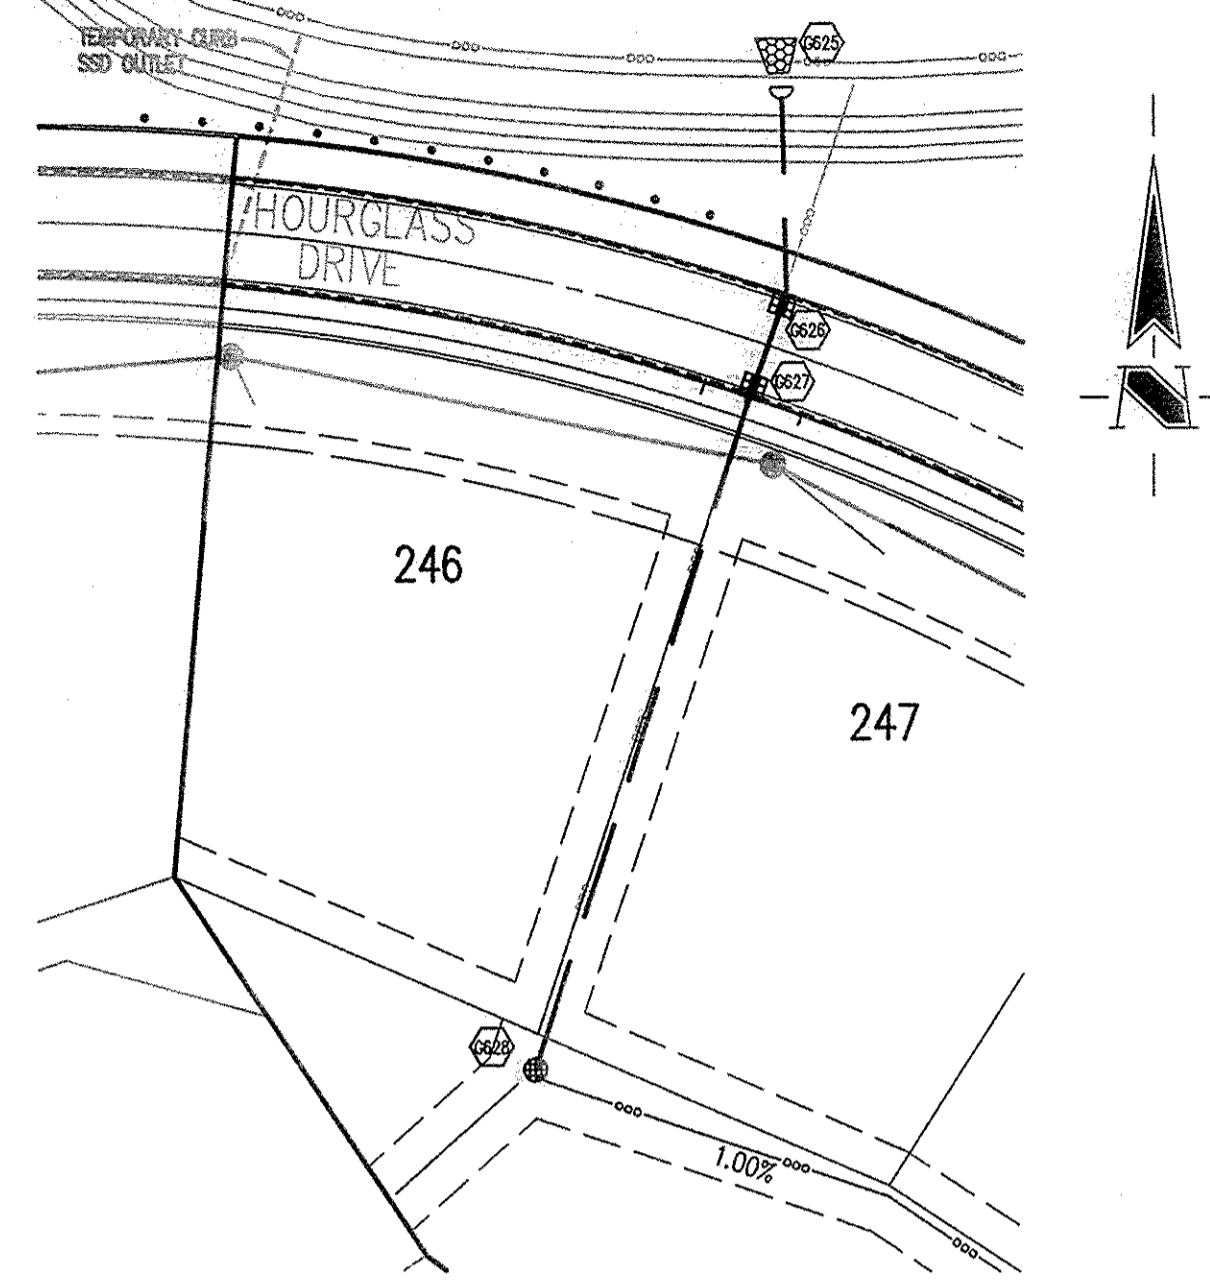 TEMPORARY CURB
SSD OUTLET
G625
HOURGLASS
DRIVE
G626
G627
246
247
G628
1.00%
N